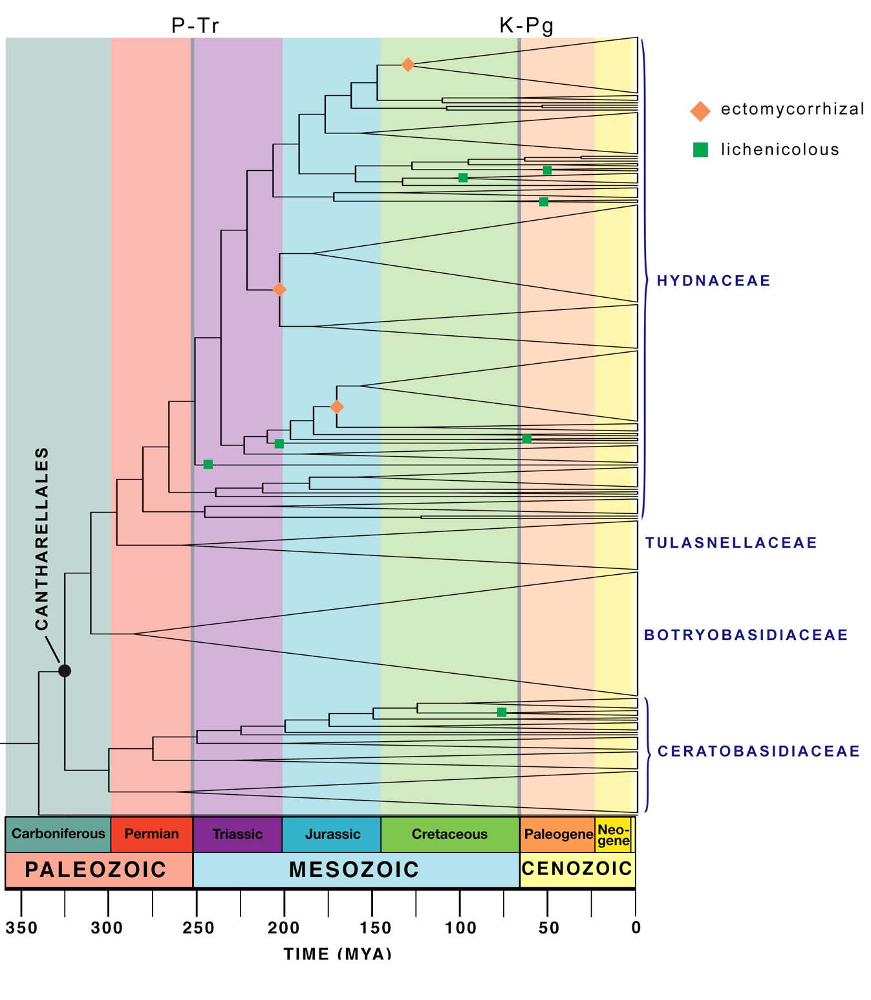 P-Tr
K-Pg
ectomycorrhizal
lichenicolous
HYDNACEAE
CANTHARELLALES
TULASNELLACEAE
BOTRYOBASIDIACEAE
CERATOBASIDIACEAE
Carboniferous
Permian
Triassic
Jurassic
Cretaceous
Paleogene
Neo-
gene
PALEOZOIC
MESOZOIC
CENOZOIC
350 300 250 200 150 100 50 0
TIME (MYA)